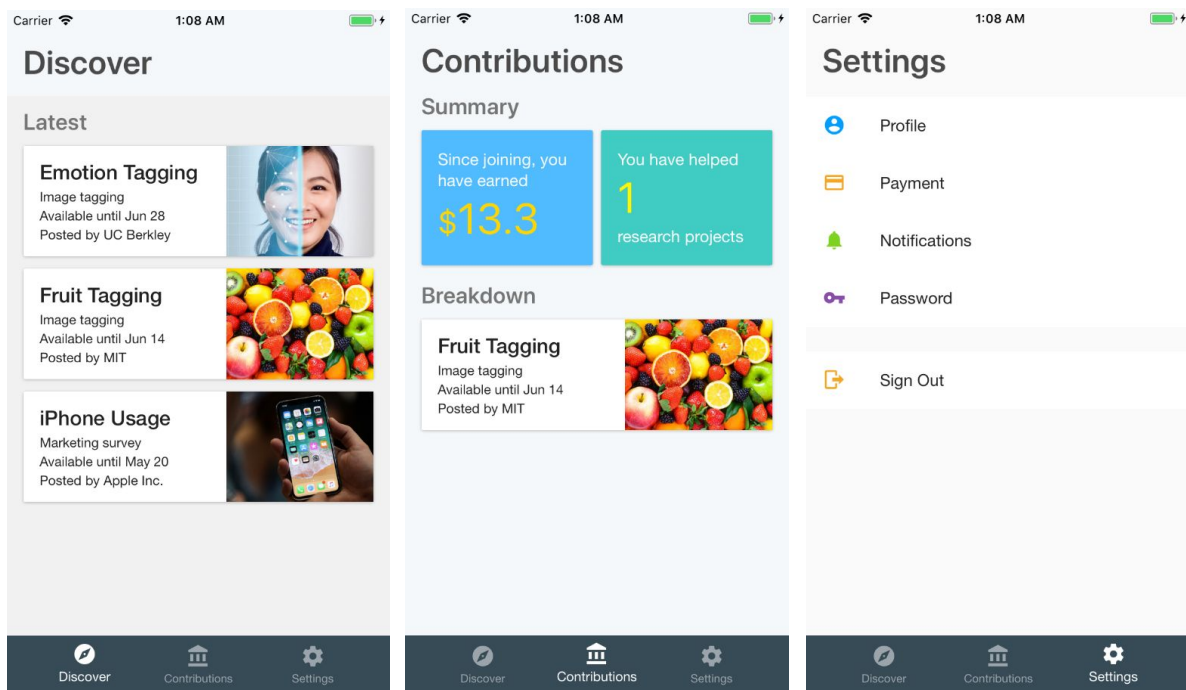 Carrier 1:08 AM
Discover
Latest
Emotion Tagging
Image tagging
Available until Jun 28
Posted by UC Berkley
Fruit Tagging
Image tagging
Available until Jun 14
Posted by MIT
iPhone Usage
Marketing survey
Available until May 20
Posted by Apple Inc.
Discover Contributions Settings
Carrier 1:08 AM
Contributions
Summary
Since joining, you
have earned
$13.3
You have helped
1
research projects
Breakdown
Fruit Tagging
Image tagging
Available until Jun 14
Posted by MIT
Discover Contributions Settings
Carrier 1:08 AM
Settings
Profile
Payment
Notifications
Password
Sign Out
Discover Contributions Settings